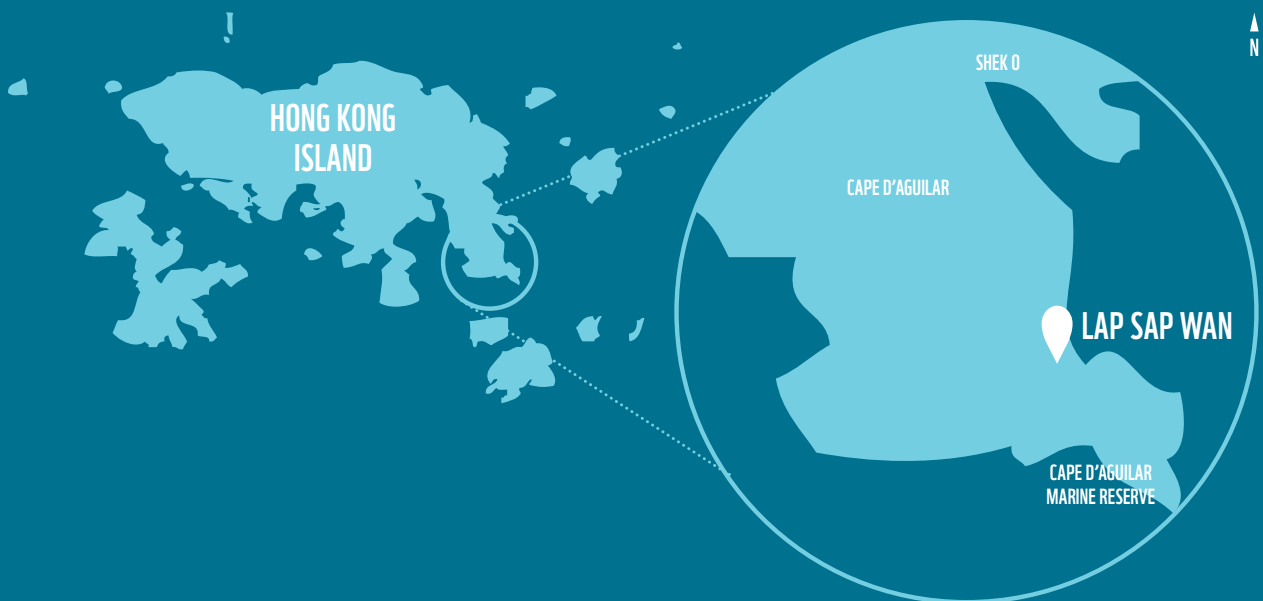 N
SHEK O
HONG KONG
ISLAND
CAPE D'AGUILAR
LAP SAP WAN
CAPE D'AGUILAR
MARINE RESERVE